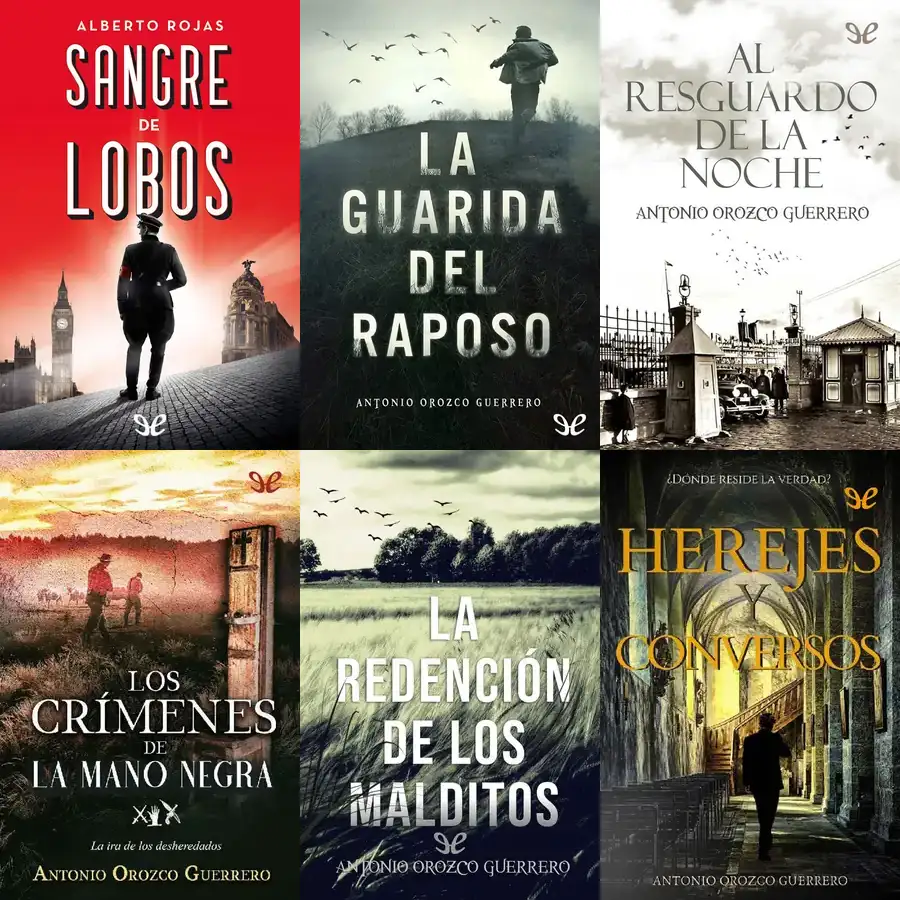 ALBERTO ROJAS
SANGRE
DE
LOBOS
LA
GUARIDA
DEL
RAPOSO
ANTONIO OROZCO GUERRERO
AL
RESGUARDO
DE LA
NOCHE
ANTONIO OROZCO GUERRERO
LOS
CRÍMENES
DE
LA MANO NEGRA
La ira de los desheredados
ANTONIO OROZCO GUERRERO
LA
REDENCIÓN
DE LOS
MALDITOS
ANTONIO OROZCO GUERRERO
¿DÓNDE RESIDE LA VERDAD?
HEREJES
Y
CONVERSOS
ANTONIO OROZCO GUERRERO